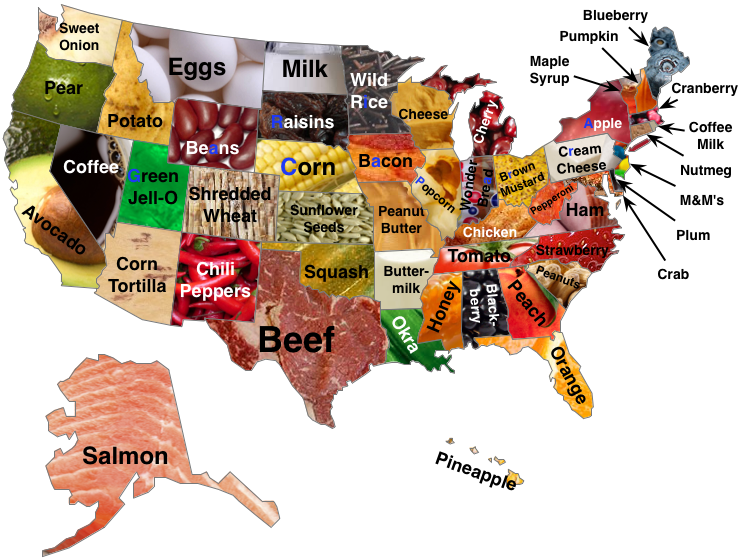 Blueberry
Sweet
Onion
Pumpkin
Maple
Syrup
Eggs
Milk
Wild
Rice
Pear
Cheese
Cherry
Cranberry
Potato
Raisins
Apple
Coffee
Milk
Beans
Coffee
Corn
Bacon
Cream
Cheese
Nutmeg
Green
Jell-O
Shredded
Wheat
Popcorn
Wonder
Bread
Brown
Mustard
Pepperoni
M&M's
Avocado
Sunflower
Seeds
Peanut
Butter
Ham
Chicken
Plum
Corn
Tortilla
Chili
Peppers
Squash
Butter-
milk
Tomato
Strawberry
Peanuts
Crab
Beef
Okra
Honey
Black-
berry
Peach
Orange
Salmon
Pineapple